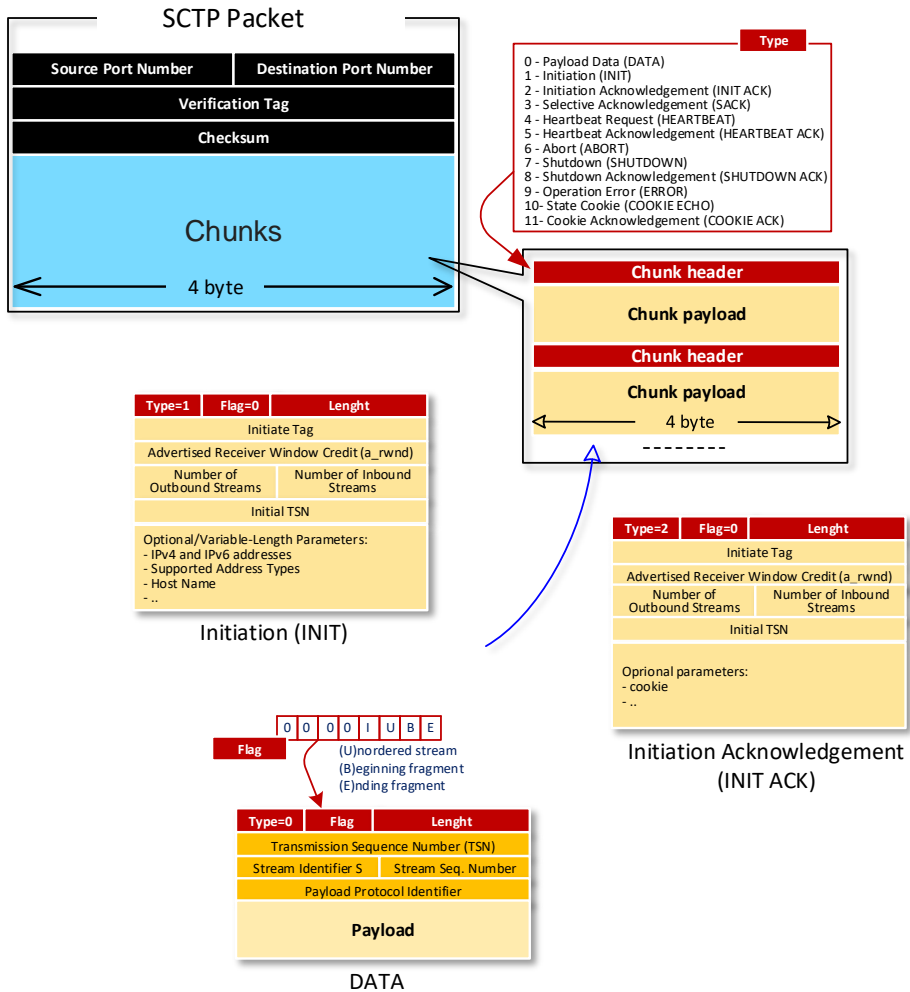 SCTP Packet
Source Port Number
Destination Port Number
Verification Tag
Checksum
Chunks
4 byte
Type
0 - Payload Data (DATA)
1 - Initiation (INIT)
2 - Initiation Acknowledgement (INIT ACK)
3 - Selective Acknowledgement (SACK)
4 - Heartbeat Request (HEARTBEAT)
5 - Heartbeat Acknowledgement (HEARTBEAT ACK)
6 - Abort (ABORT)
7 - Shutdown (SHUTDOWN)
8 - Shutdown Acknowledgement (SHUTDOWN ACK)
9 - Operation Error (ERROR)
10- State Cookie (COOKIE ECHO)
11- Cookie Acknowledgement (COOKIE ACK)
Chunk header
Chunk payload
Chunk header
Chunk payload
4 byte
Type=1
Flag=0
Lenght
Initiate Tag
Advertised Receiver Window Credit (a_rwnd)
Number of
Outbound Streams
Number of Inbound
Streams
Initial TSN
Optional/Variable-Length Parameters:
- IPv4 and IPv6 addresses
- Supported Address Types
- Host Name
- ..
Initiation (INIT)
Type=2
Flag=0
Lenght
Initiate Tag
Advertised Receiver Window Credit (a_rwnd)
Number of
Outbound Streams
Number of Inbound
Streams
Initial TSN
Oprional parameters:
- cookie
- ..
Initiation Acknowledgement
(INIT ACK)
0 0 0 0 I U B E
Flag
(U)nordered stream
(B)eginning fragment
(E)nding fragment
Type=0
Flag
Lenght
Transmission Sequence Number (TSN)
Stream Identifier S
Stream Seq. Number
Payload Protocol Identifier
Payload
DATA